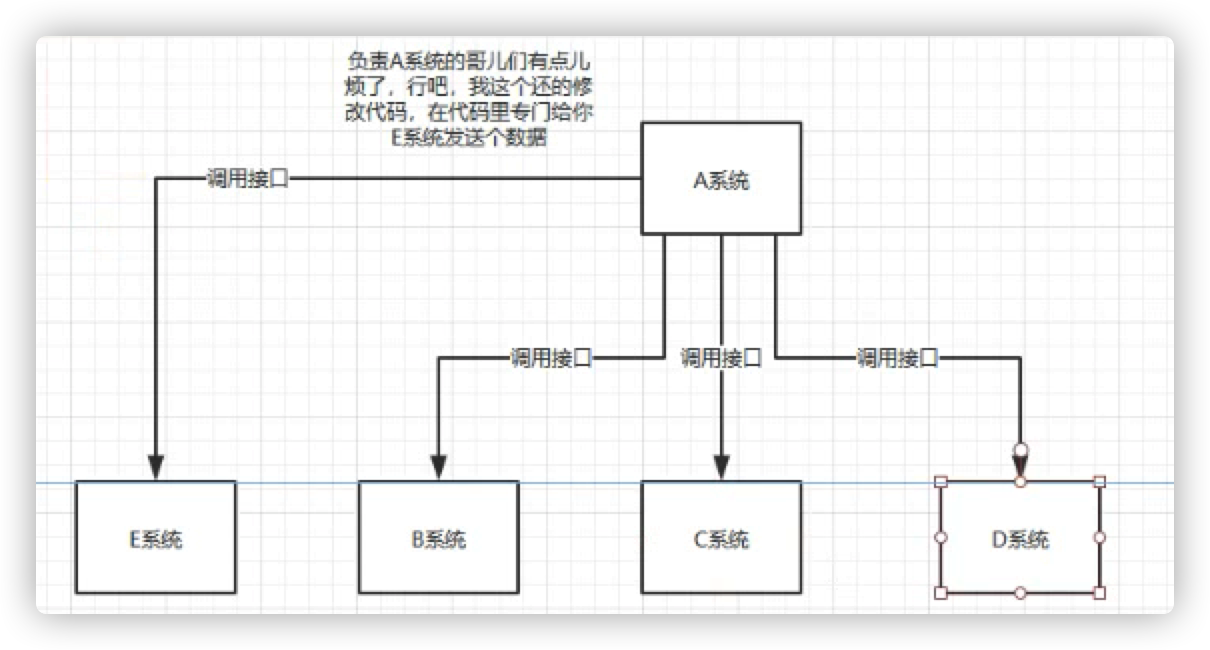 负责A系统的哥儿们有点儿
烦了，行吧，我这个还的修
改代码，在代码里专门给你
E系统发送个数据
调用接口
A系统
调用接口
调用接口
调用接口
E系统
B系统
C系统
D系统